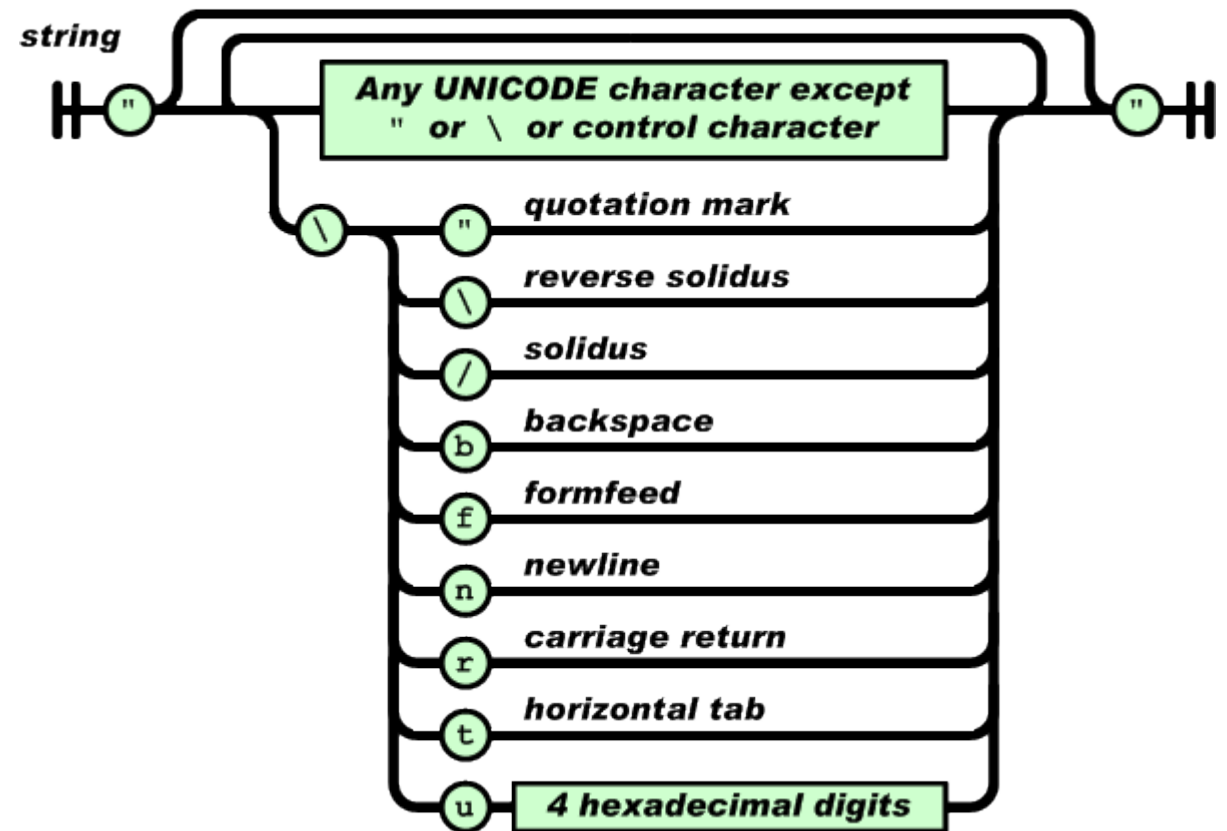 string
"
Any UNICODE character except
" or \ or control character
"
\
" quotation mark
\ reverse solidus
/ solidus
b backspace
f formfeed
n newline
r carriage return
t horizontal tab
u 4 hexadecimal digits